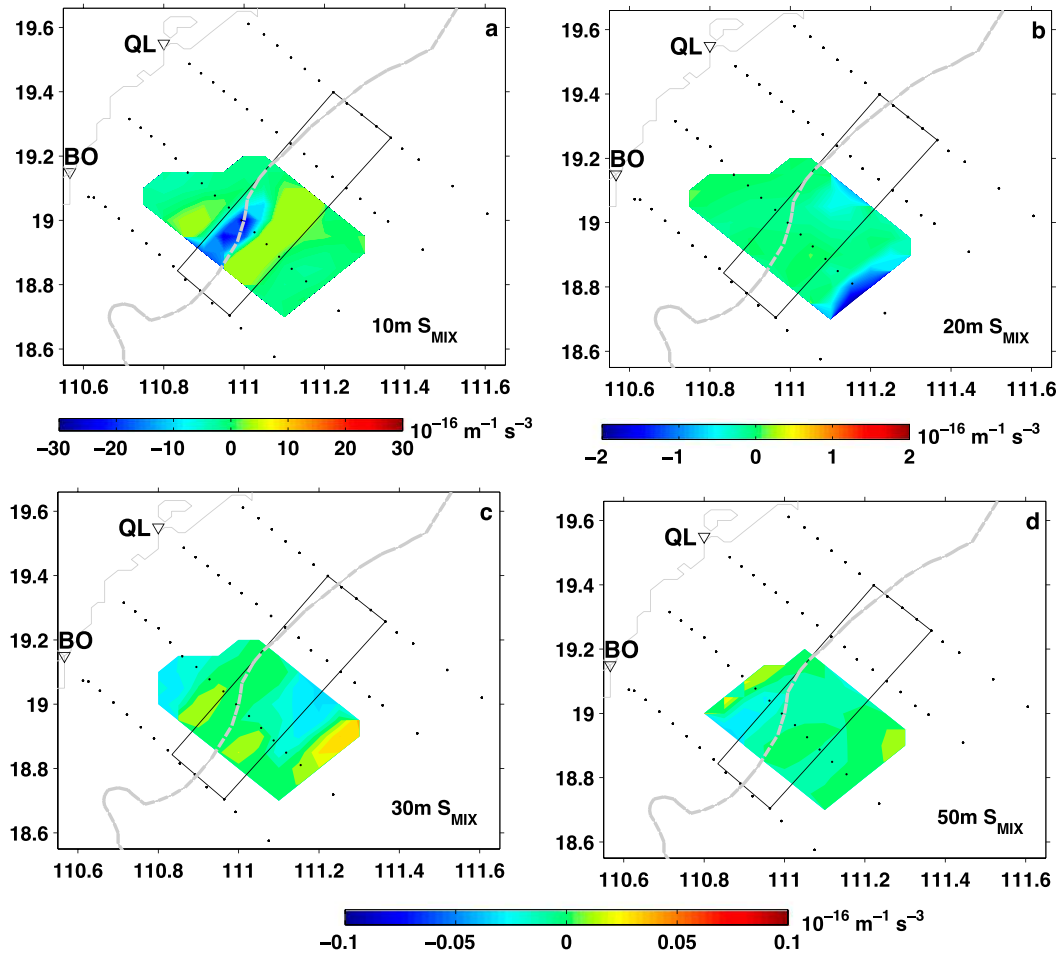 19.6
19.4
19.2
19
18.8
18.6
QL
BO
a
10m S_MIX
110.6 110.8 111 111.2 111.4 111.6
−30 −20 −10 0 10 20 30
10^−16 m^−1 s^−3
19.6
19.4
19.2
19
18.8
18.6
QL
BO
b
20m S_MIX
110.6 110.8 111 111.2 111.4 111.6
−2 −1 0 1 2
10^−16 m^−1 s^−3
19.6
19.4
19.2
19
18.8
18.6
QL
BO
c
30m S_MIX
110.6 110.8 111 111.2 111.4 111.6
19.6
19.4
19.2
19
18.8
18.6
QL
BO
d
50m S_MIX
110.6 110.8 111 111.2 111.4 111.6
−0.1 −0.05 0 0.05 0.1
10^−16 m^−1 s^−3